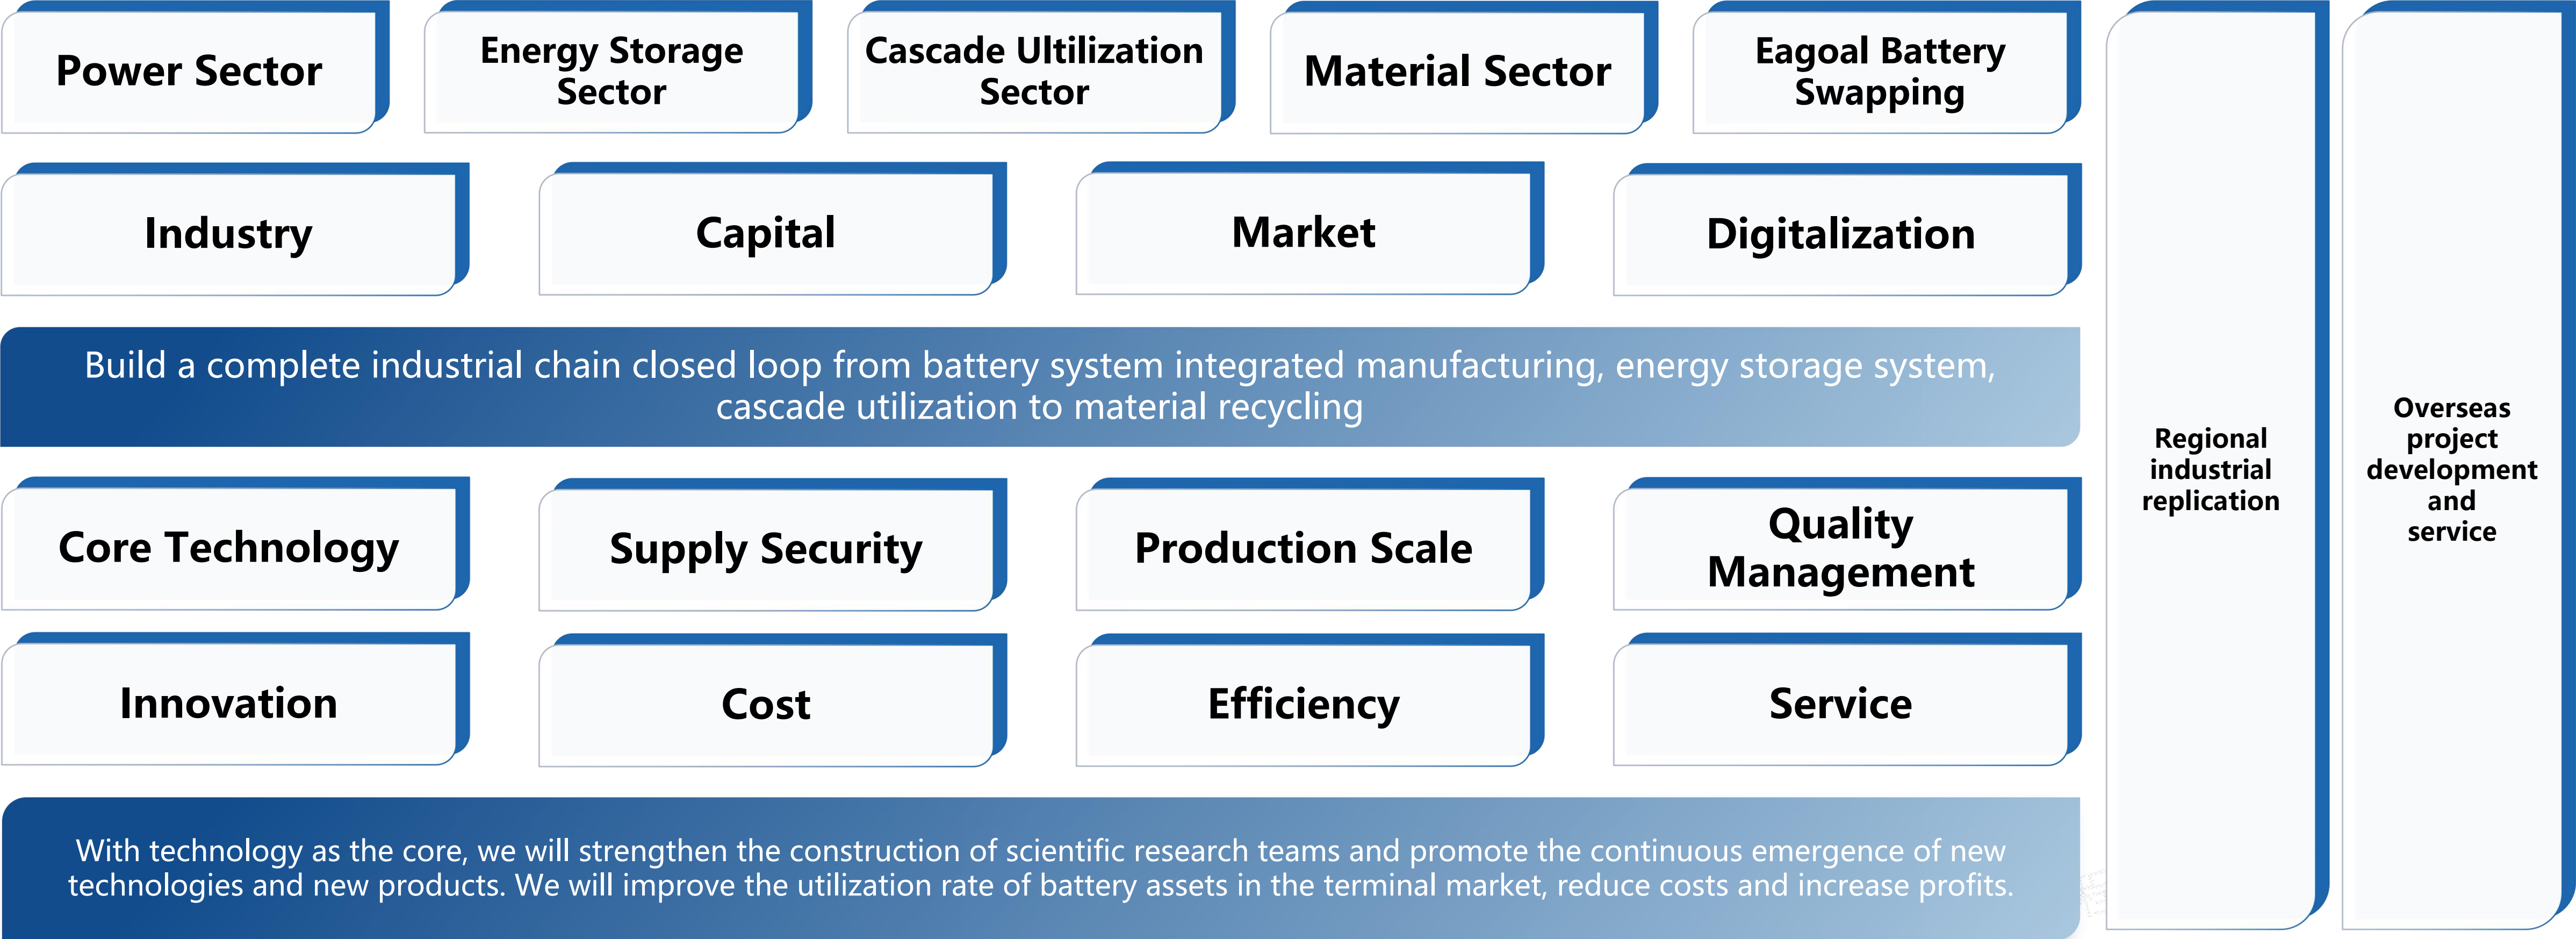 Power Sector
Energy Storage
Sector
Cascade Ultilization
Sector
Material Sector
Eagoal Battery
Swapping
Industry
Capital
Market
Digitalization
Build a complete industrial chain closed loop from battery system integrated manufacturing, energy storage system,
cascade utilization to material recycling
Core Technology
Supply Security
Production Scale
Quality
Management
Innovation
Cost
Efficiency
Service
With technology as the core, we will strengthen the construction of scientific research teams and promote the continuous emergence of new
technologies and new products. We will improve the utilization rate of battery assets in the terminal market, reduce costs and increase profits.
Regional
industrial
replication
Overseas
project
development
and
service